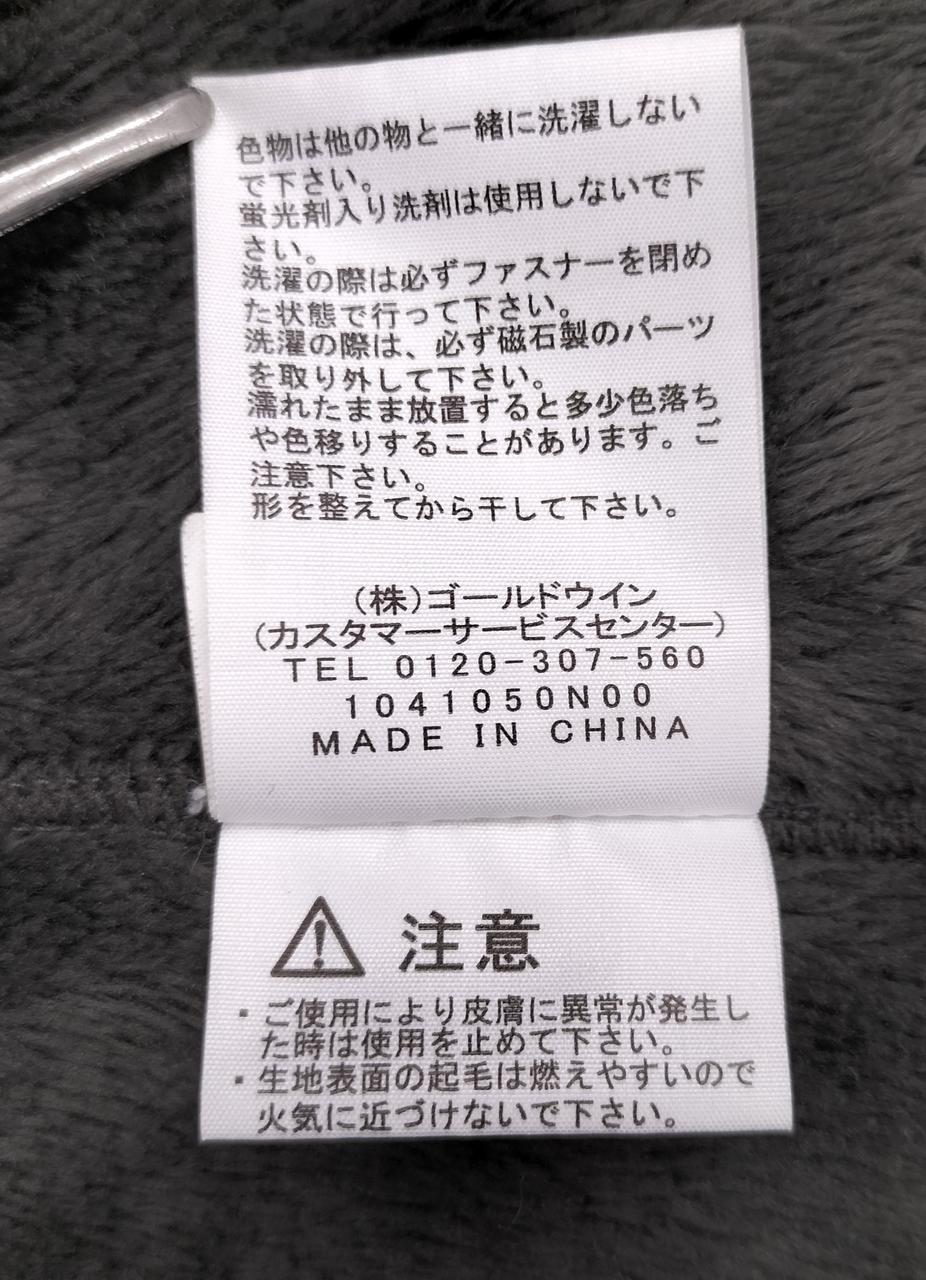 色物は他の物と一緒に洗濯しない
で下さい。
蛍光剤入り洗剤は使用しないで下
さい。
洗濯の際は必ずファスナーを閉め
た状態で行って下さい。
洗濯の際は、必ず磁石製のパーツ
を取り外して下さい。
濡れたまま放置すると多少色落ち
や色移りすることがあります。ご
注意下さい。
形を整えてから干して下さい。
(株)ゴールドウイン
(カスタマーサービスセンター)
TEL 0120-307-560
1041050N00
MADE IN CHINA
注意
・ご使用により皮膚に異常が発生し
た時は使用を止めて下さい。
・生地表面の起毛は燃えやすいので
火気に近づけないで下さい。